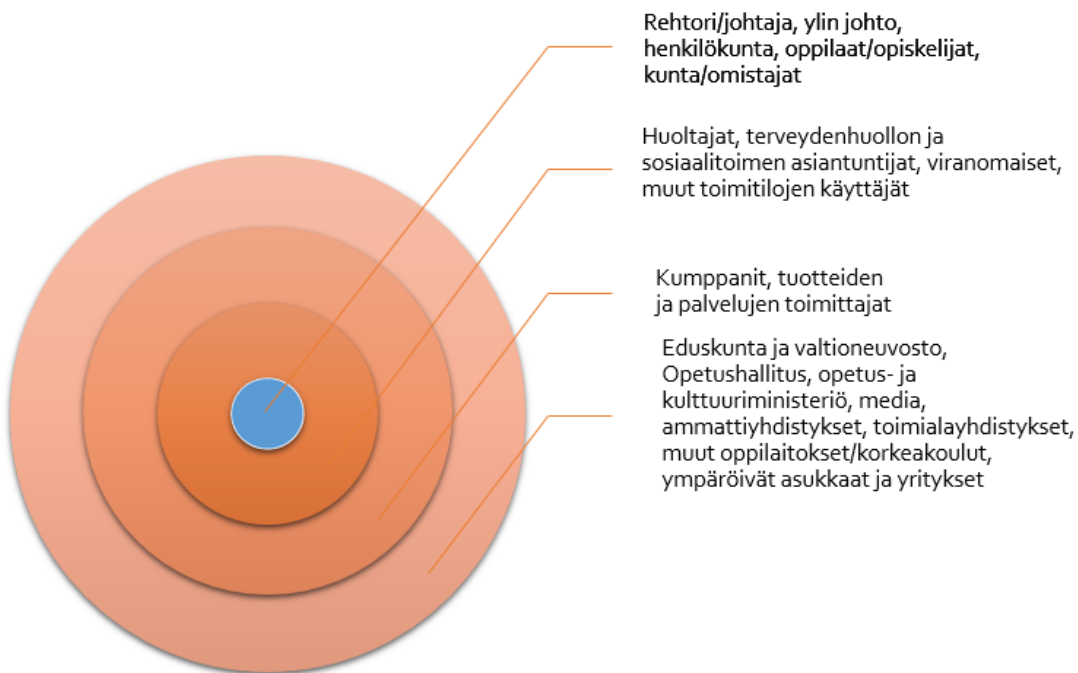 Rehtori/johtaja, ylin johto,
henkilökunta, oppilaat/opiskelijat,
kunta/omistajat
Huoltajat, terveydenhuollon ja
sosiaalitoimen asiantuntijat, viranomaiset,
muut toimitilojen käyttäjät
Kumppanit, tuotteiden
ja palvelujen toimittajat
Eduskunta ja valtioneuvosto,
Opetushallitus, opetus- ja
kulttuuriministeriö, media,
ammattiyhdistykset, toimialayhdistykset,
muut oppilaitokset/korkeakoulut,
ympäröivät asukkaat ja yritykset